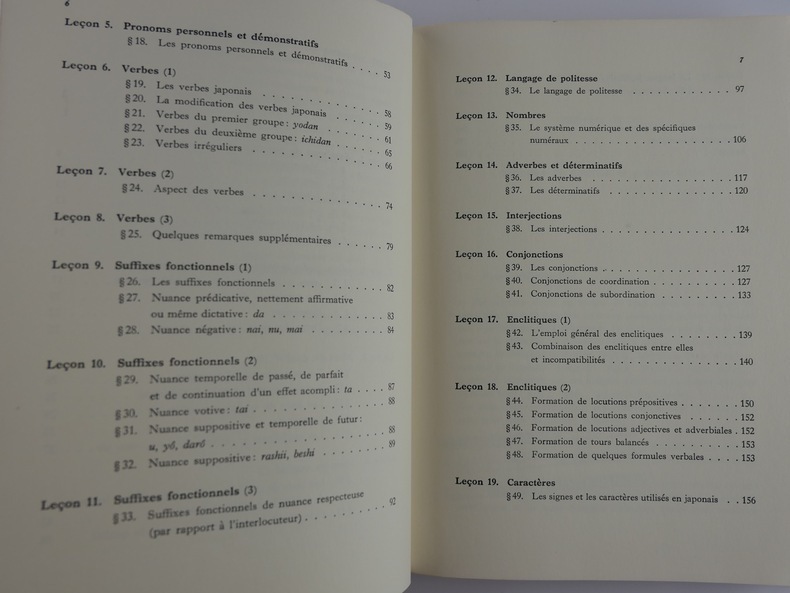 6
Leçon 5. Pronoms personnels et démonstratifs
§18. Les pronoms personnels et démonstratifs . . . . 53
Leçon 6. Verbes (1)
§19. Les verbes japonais . . . . . . . . . . . . 58
§20. La modification des verbes japonais . . . . . . 59
§21. Verbes du premier groupe: yodan . . . . . . . 61
§22. Verbes du deuxième groupe: ichidan . . . . . . 65
§23. Verbes irréguliers . . . . . . . . . . . . . 66
Leçon 7. Verbes (2)
§24. Aspect des verbes . . . . . . . . . . . . . 74
Leçon 8. Verbes (3)
§25. Quelques remarques supplémentaires . . . . . . 79
Leçon 9. Suffixes fonctionnels (1)
§26. Les suffixes fonctionnels . . . . . . . . . . . 82
§27. Nuance prédicative, nettement affirmative
ou même dictative: da . . . . . . . . . . . . 83
§28. Nuance négative: nai, nu, mai . . . . . . . . . 84
Leçon 10. Suffixes fonctionnels (2)
§29. Nuance temporelle de passé, de parfait
et de continuation d'un effet acompli: ta . . . . 87
§30. Nuance votive: tai . . . . . . . . . . . . . 88
§31. Nuance suppositive et temporelle de futur:
u, yô, darô . . . . . . . . . . . . . . . . 88
§32. Nuance suppositive: rashii, beshi . . . . . . . 89
Leçon 11. Suffixes fonctionnels (3)
§33. Suffixes fonctionnels de nuance respecteuse
(par rapport à l'interlocuteur) . . . . . . . . 92
7
Leçon 12. Langage de politesse
§34. Le langage de politesse . . . . . . . . . . . . 97
Leçon 13. Nombres
§35. Le système numérique et des spécifiques
numéraux . . . . . . . . . . . . . . . . . . 106
Leçon 14. Adverbes et déterminatifs
§36. Les adverbes . . . . . . . . . . . . . . . . 117
§37. Les déterminatifs . . . . . . . . . . . . . . 120
Leçon 15. Interjections
§38. Les interjections . . . . . . . . . . . . . . . 124
Leçon 16. Conjonctions
§39. Les conjonctions . . . . . . . . . . . . . . . 127
§40. Conjonctions de coordination . . . . . . . . . 127
§41. Conjonctions de subordination . . . . . . . . . 133
Leçon 17. Enclitiques (1)
§42. L'emploi général des enclitiques . . . . . . . . 139
§43. Combinaison des enclitiques entre elles
et incompatibilités . . . . . . . . . . . . . . 140
Leçon 18. Enclitiques (2)
§44. Formation de locutions prépositives . . . . . . . 150
§45. Formation de locutions conjonctives . . . . . . 152
§46. Formation de locutions adjectives et adverbiales . 152
§47. Formation de tours balancés . . . . . . . . . . 153
§48. Formation de quelques formules verbales . . . . 153
Leçon 19. Caractères
§49. Les signes et les caractères utilisés en japonais . . 156